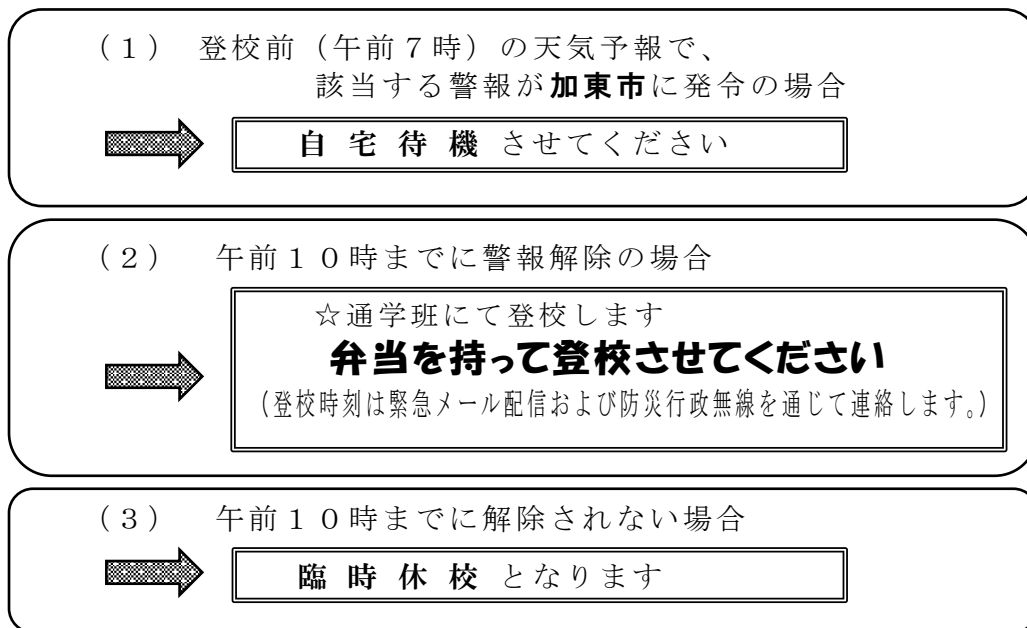 （１） 登校前（午前７時）の天気予報で、
該当する警報が加東市に発令の場合
自 宅 待 機 させてください
（２） 午前１０時までに警報解除の場合
☆通学班にて登校します
弁当を持って登校させてください
（登校時刻は緊急メール配信および防災行政無線を通じて連絡します。）
（３） 午前１０時までに解除されない場合
臨 時 休 校 となります